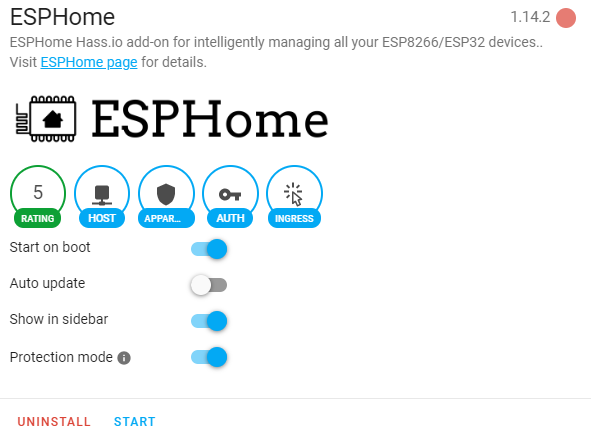 ESPHome 1.14.2
ESPHome Hass.io add-on for intelligently managing all your ESP8266/ESP32 devices..
Visit ESPHome page for details.
ESPHome
5
RATING HOST APPAR... AUTH INGRESS
Start on boot
Auto update
Show in sidebar
Protection mode
UNINSTALL START